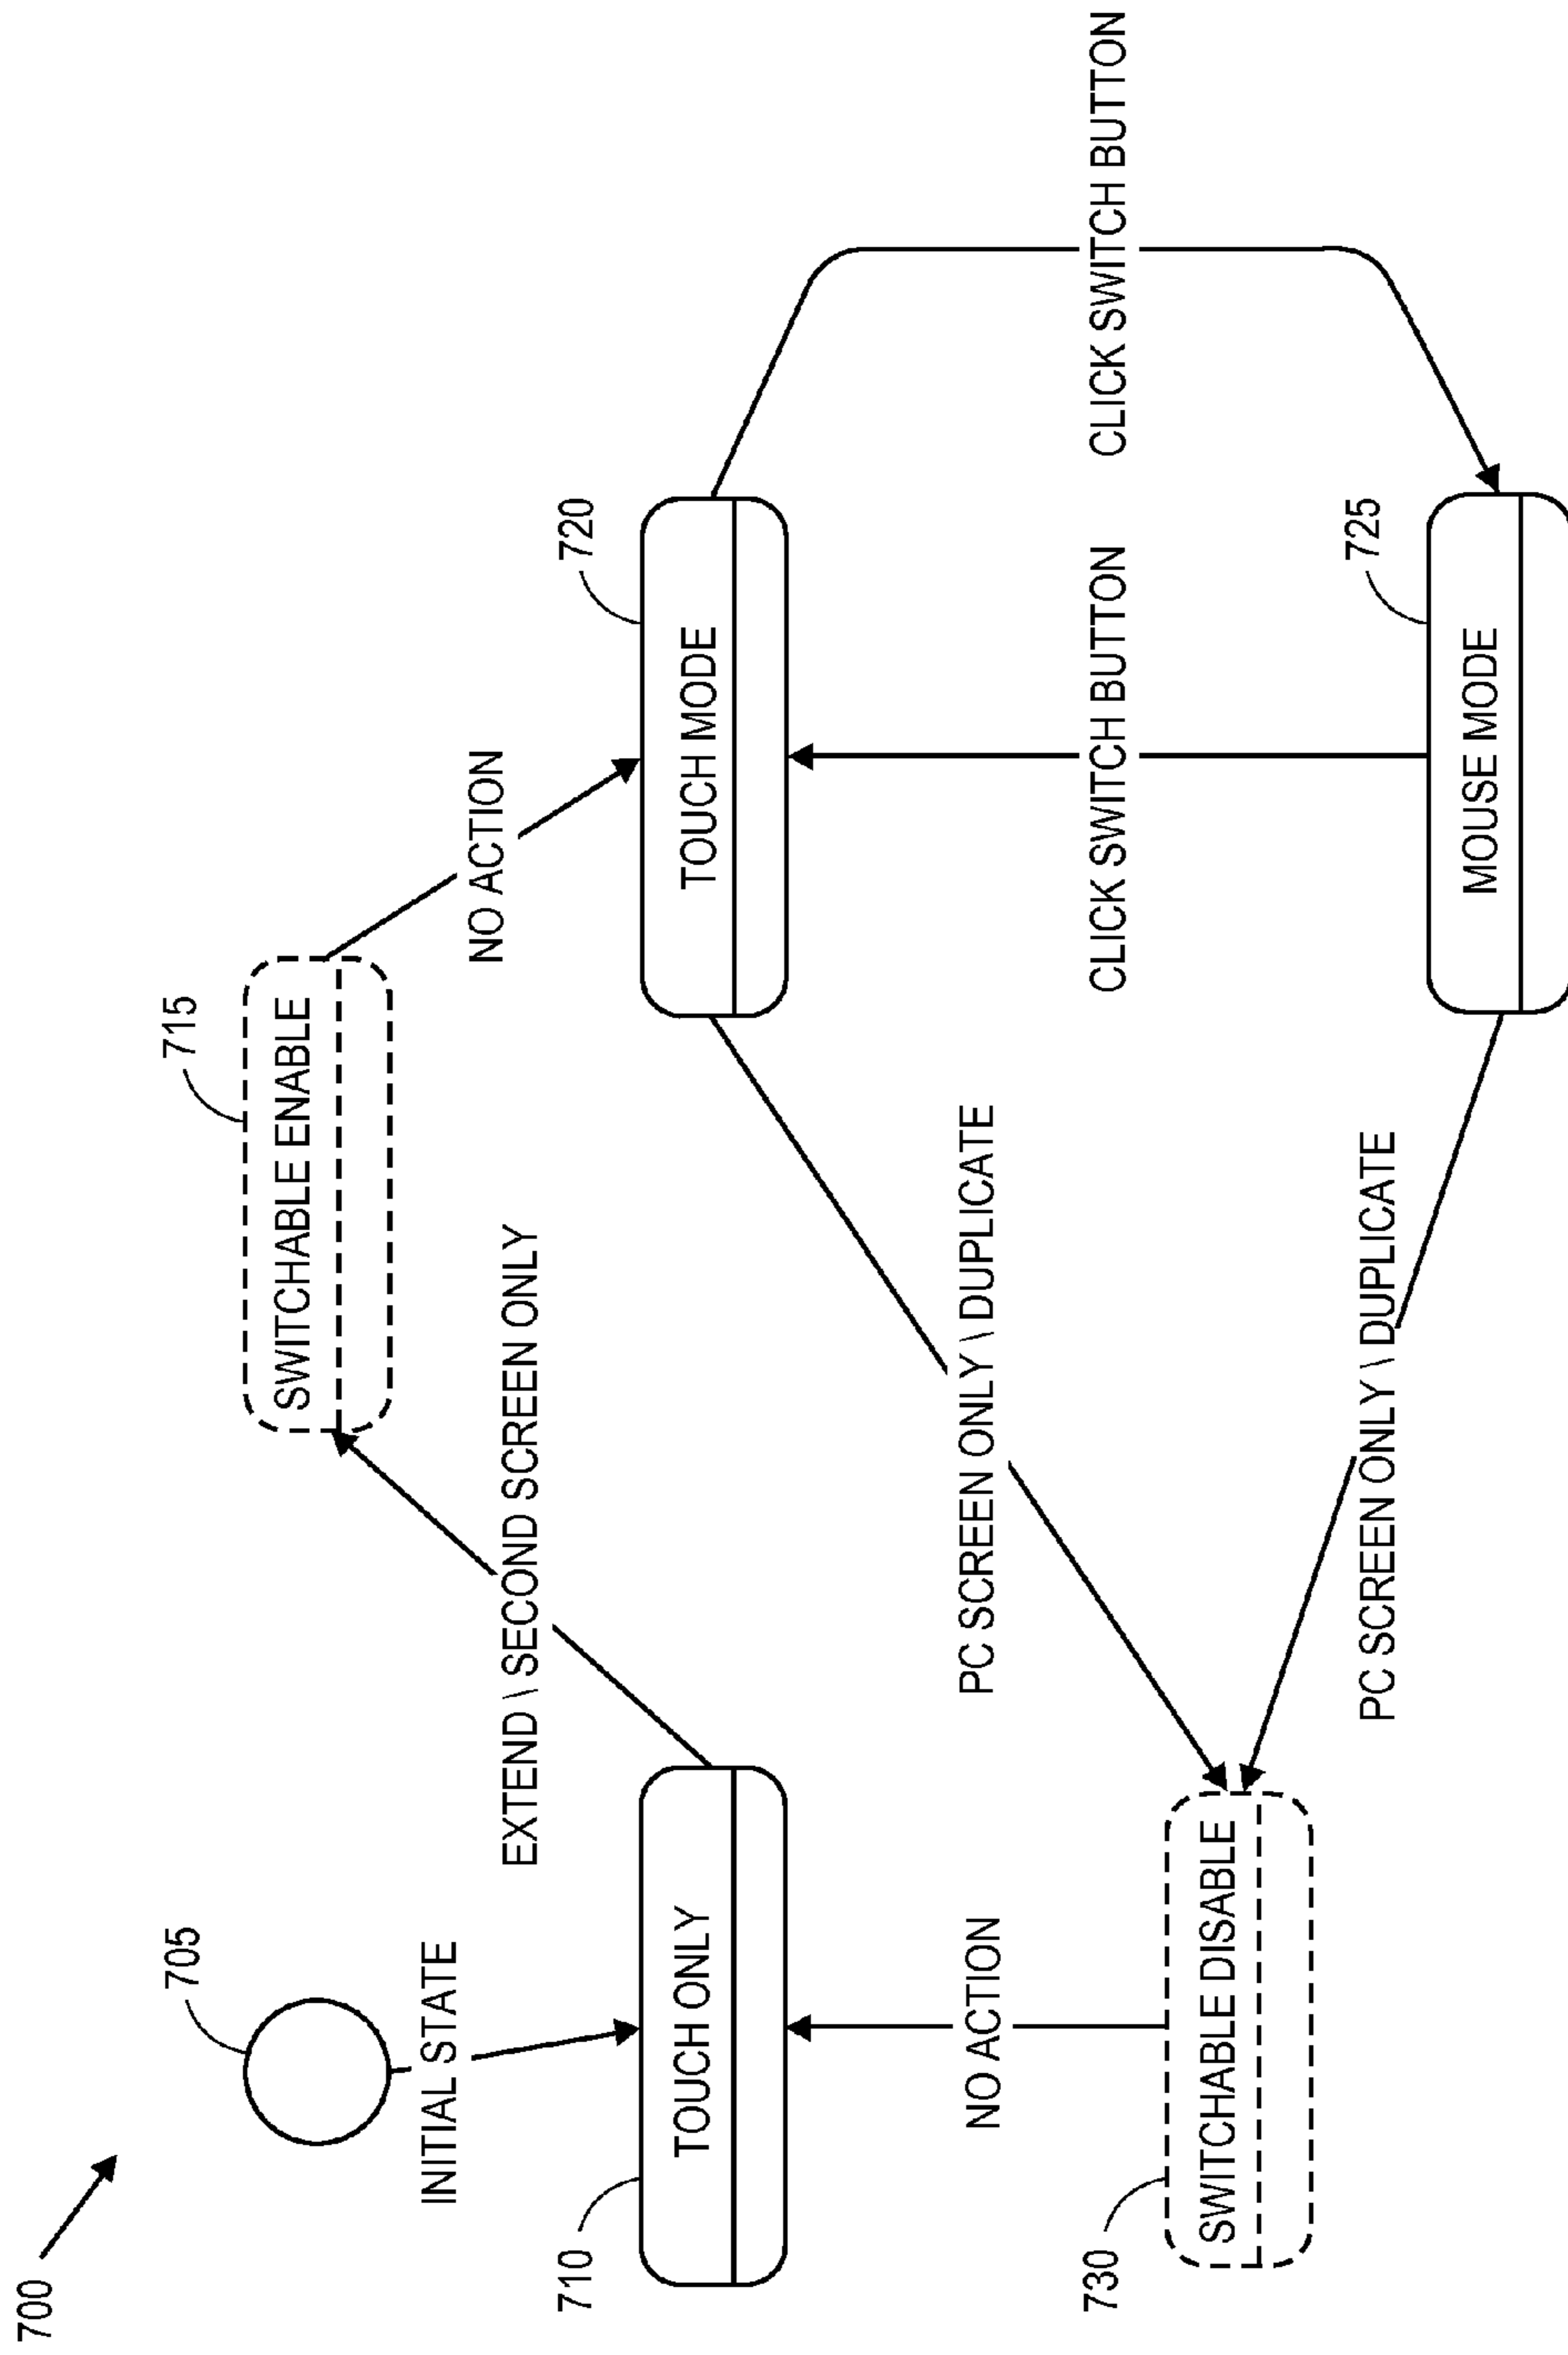 700
705
715
INITIAL STATE
SWITCHABLE ENABLE
EXTEND \ SECOND SCREEN ONLY
NO ACTION
710
TOUCH ONLY
720
TOUCH MODE
NO ACTION
PC SCREEN ONLY \ DUPLICATE
CLICK SWITCH BUTTON
CLICK SWITCH BUTTON
730
SWITCHABLE DISABLE
PC SCREEN ONLY \ DUPLICATE
725
MOUSE MODE